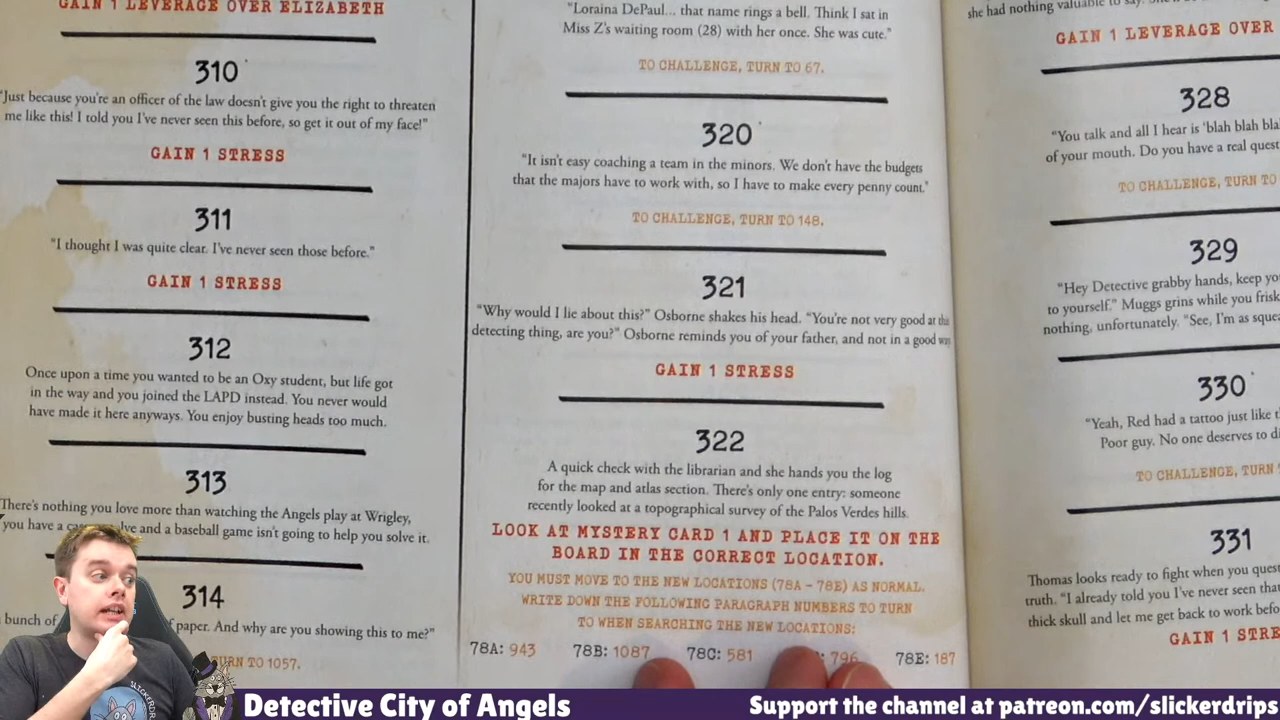 GAIN 1 LEVERAGE OVER ELIZABETH
310
"Just because you're an officer of the law doesn't give you the right to threaten
me like this! I told you I've never seen this before, so get it out of my face!"
GAIN 1 STRESS
311
"I thought I was quite clear. I've never seen those before."
GAIN 1 STRESS
312
Once upon a time you wanted to be an Oxy student, but life got
in the way and you joined the LAPD instead. You never would
have made it here anyways. You enjoy busting heads too much.
313
There's nothing you love more than watching the Angels play at Wrigley,
you have a and a baseball game isn't going to help you solve it.
314
bunch of paper. And why are you showing this to me?"
TURN TO 1057.
"Loraina DePaul... that name rings a bell. Think I sat in
Miss Z's waiting room (28) with her once. She was cute."
TO CHALLENGE, TURN TO 67.
320
"It isn't easy coaching a team in the minors. We don't have the budgets
that the majors have to work with, so I have to make every penny count."
TO CHALLENGE, TURN TO 148.
321
"Why would I lie about this?" Osborne shakes his head. "You're not very good at this
detecting thing, are you?" Osborne reminds you of your father, and not in a good way
GAIN 1 STRESS
322
A quick check with the librarian and she hands you the log
for the map and atlas section. There's only one entry: someone
recently looked at a topographical survey of the Palos Verdes hills.
LOOK AT MYSTERY CARD 1 AND PLACE IT ON THE
BOARD IN THE CORRECT LOCATION.
YOU MUST MOVE TO THE NEW LOCATIONS (78A - 78E) AS NORMAL.
WRITE DOWN THE FOLLOWING PARAGRAPH NUMBERS TO TURN
TO WHEN SEARCHING THE NEW LOCATIONS:
78A: 943 78B: 1087 78C: 581 796 78E: 187
she had nothing valuable to say.
GAIN 1 LEVERAGE OVER
328
"You talk and all I hear is 'blah blah
of your mouth. Do you have a real
TO CHALLENGE, TURN TO
329
"Hey Detective grabby hands, keep
to yourself." Muggs grins while you
nothing, unfortunately. "See, I'm as
330
"Yeah, Red had a tattoo just like
Poor guy. No one deserves to
TO CHALLENGE, TURN
331
Thomas looks ready to fight when you
truth. "I already told you I've never seen
thick skull and let me get back to work
GAIN 1
SLICKERDRIPS
Detective City of Angels
Support the channel at patreon.com/slickerdrips